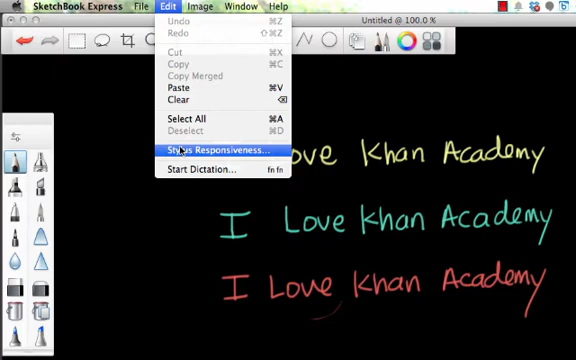 SketchBook Express File Edit Image Window Help
Untitled @ 100.0 %
Undo ⌘Z
Redo ⇧⌘Z
Cut ⌘X
Copy ⌘C
Copy Merged
Paste ⌘V
Clear
Select All ⌘A
Deselect ⌘D
Stylus Responsiveness...
Start Dictation... fn fn
ove Khan Academy
I Love Khan Academy
I Love Khan Academy